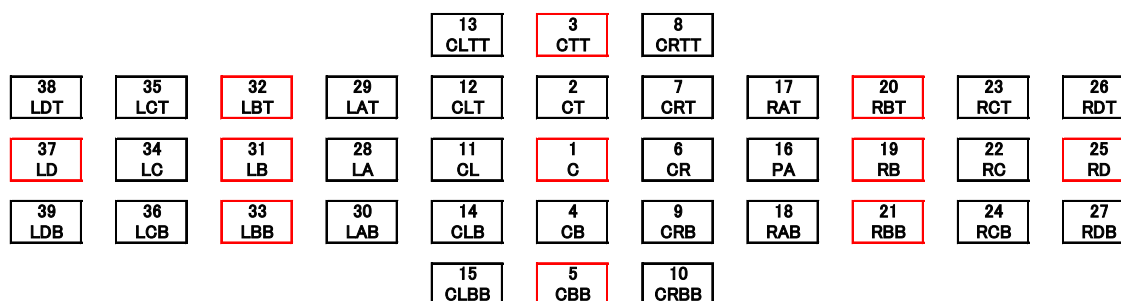 13 3 8
CLTT CTT CRTT
38 35 32 29 12 2 7 17 20 23 26
LDT LCT LBT LAT CLT CT CRT RAT RBT RCT RDT
37 34 31 28 11 1 6 16 19 22 25
LD LC LB LA CL C CR PA RB RC RD
39 36 33 30 14 4 9 18 21 24 27
LDB LCB LBB LAB CLB CB CRB RAB RBB RCB RDB
15 5 10
CLBB CBB CRBB